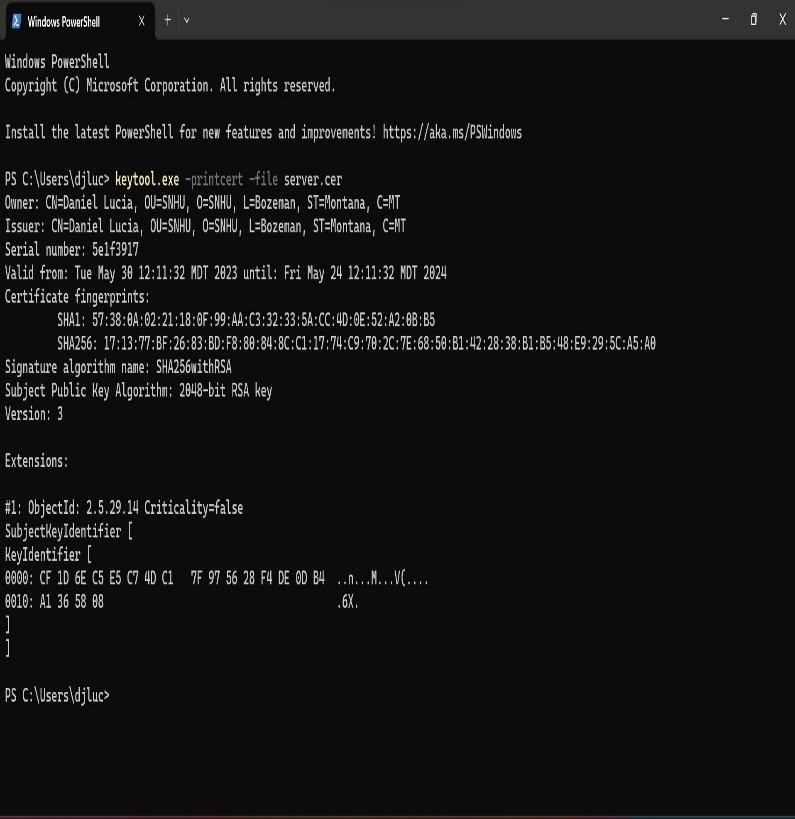 Windows PowerShell
Windows PowerShell
Copyright (C) Microsoft Corporation. All rights reserved.
Install the latest PowerShell for new features and improvements! https://aka.ms/PSWindows
PS C:\Users\djluc> keytool.exe -printcert -file server.cer
Owner: CN=Daniel Lucia, OU=SNHU, O=SNHU, L=Bozeman, ST=Montana, C=MT
Issuer: CN=Daniel Lucia, OU=SNHU, O=SNHU, L=Bozeman, ST=Montana, C=MT
Serial number: 5e1f3917
Valid from: Tue May 30 12:11:32 MDT 2023 until: Fri May 24 12:11:32 MDT 2024
Certificate fingerprints:
SHA1: 57:38:0A:02:21:18:0F:99:AA:C3:32:33:5A:CC:4D:0E:52:A2:0B:B5
SHA256: 17:13:77:BF:26:83:BD:F8:80:84:8C:C1:17:74:C9:70:2C:7E:68:50:B1:42:28:38:B1:B5:48:E9:29:5C:A5:A0
Signature algorithm name: SHA256withRSA
Subject Public Key Algorithm: 2048-bit RSA key
Version: 3
Extensions:
#1: ObjectId: 2.5.29.14 Criticality=false
SubjectKeyIdentifier [
KeyIdentifier [
0000: CF 1D 6E C5 E5 C7 4D C1   7F 97 56 28 F4 DE 0D B4  ..n...M...V(....
0010: A1 36 58 08                                        .6X.
]
]
PS C:\Users\djluc>